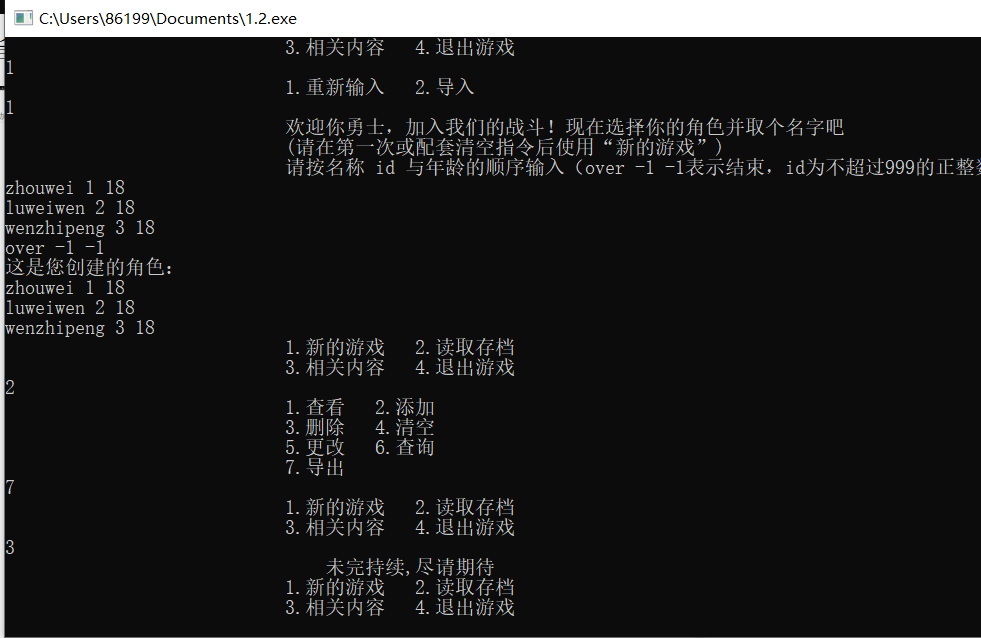 C:\Users\86199\Documents\1.2.exe
3.相关内容 4.退出游戏
1
1.重新输入 2.导入
1
欢迎你勇士，加入我们的战斗！现在选择你的角色并取个名字吧
(请在第一次或配套清空指令后使用“新的游戏”)
请按名称 id 与年龄的顺序输入（over -1 -1表示结束，id为不超过999的正整数
zhouwei 1 18
luweiwen 2 18
wenzhipeng 3 18
over -1 -1
这是您创建的角色：
zhouwei 1 18
luweiwen 2 18
wenzhipeng 3 18
1.新的游戏 2.读取存档
3.相关内容 4.退出游戏
2
1.查看 2.添加
3.删除 4.清空
5.更改 6.查询
7.导出
7
1.新的游戏 2.读取存档
3.相关内容 4.退出游戏
3
未完持续,尽请期待
1.新的游戏 2.读取存档
3.相关内容 4.退出游戏